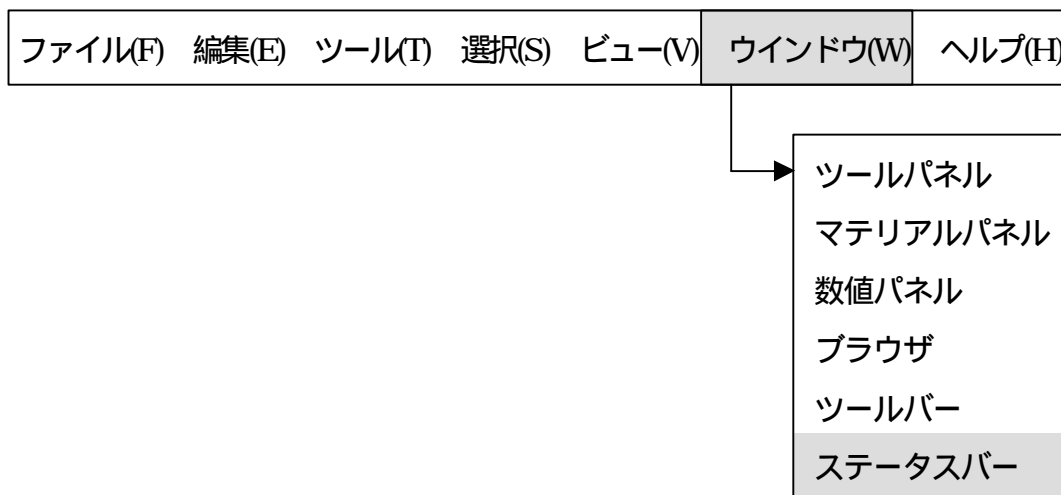 ファイル(F) 編集(E) ツール(T) 選択(S) ビュー(V) ウインドウ(W) ヘルプ(H)
ツールパネル
マテリアルパネル
数値パネル
ブラウザ
ツールバー
ステータスバー